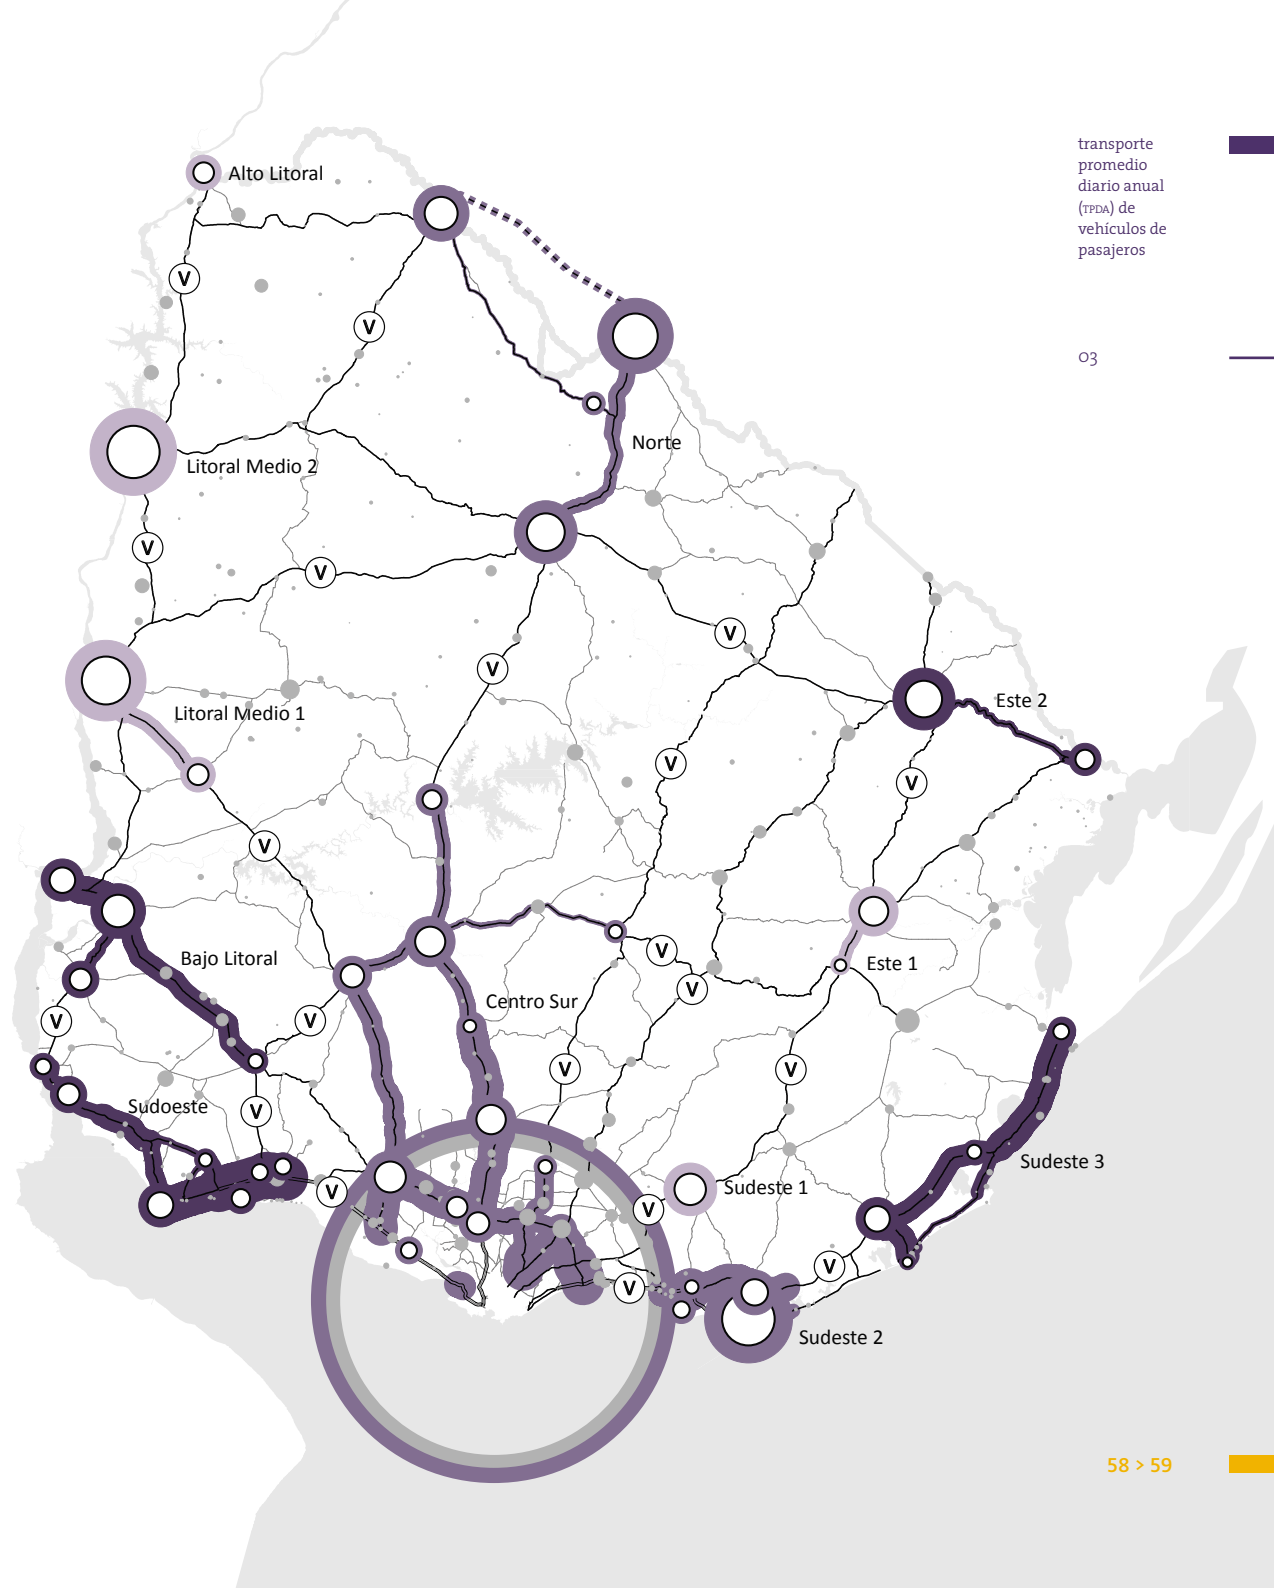 transporte
promedio
diario anual
(TPDA) de
vehículos de
pasajeros
03
Alto Litoral
V
V
Norte
Litoral Medio 2
V
V
V
V
Este 2
Litoral Medio 1
V
V
V
Bajo Litoral
V
Este 1
V
Centro Sur
V
V
V
V
Sudoeste
V
Sudeste 3
V
Sudeste 1
V
V
V
Sudeste 2
58 > 59